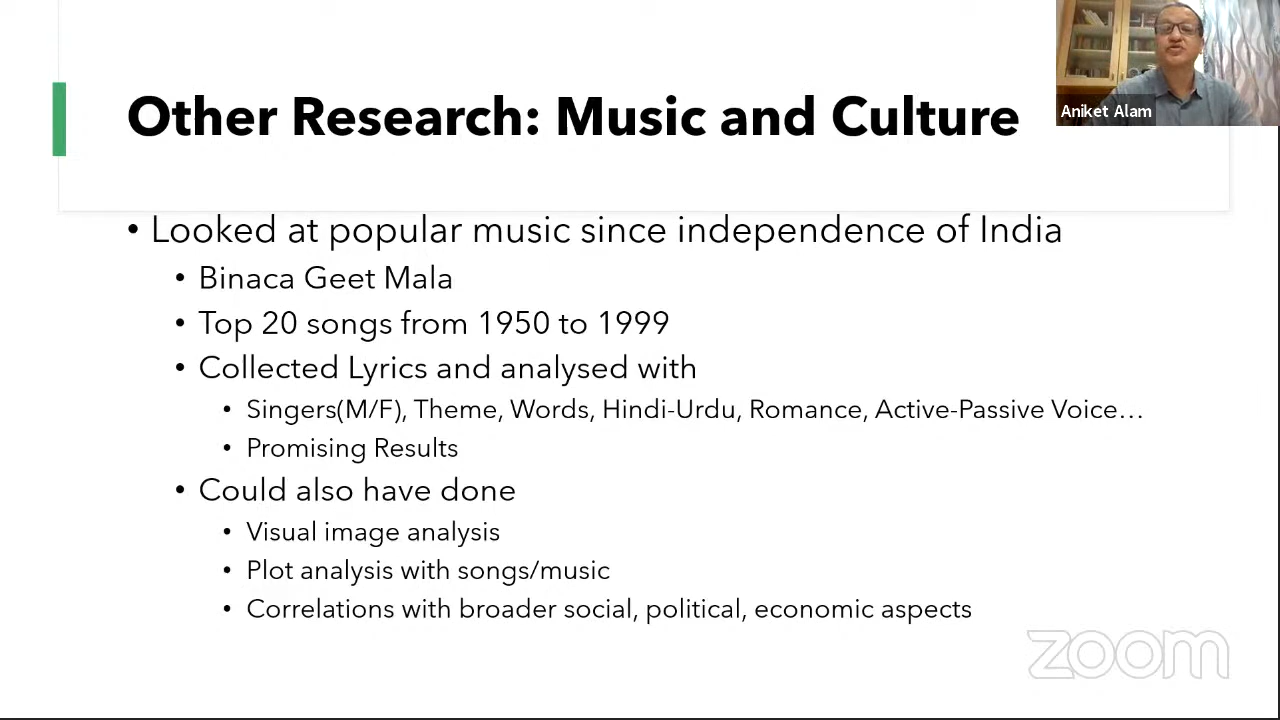 Other Research: Music and Culture
Aniket Alam
• Looked at popular music since independence of India
• Binaca Geet Mala
• Top 20 songs from 1950 to 1999
• Collected Lyrics and analysed with
• Singers(M/F), Theme, Words, Hindi-Urdu, Romance, Active-Passive Voice…
• Promising Results
• Could also have done
• Visual image analysis
• Plot analysis with songs/music
• Correlations with broader social, political, economic aspects
zoom